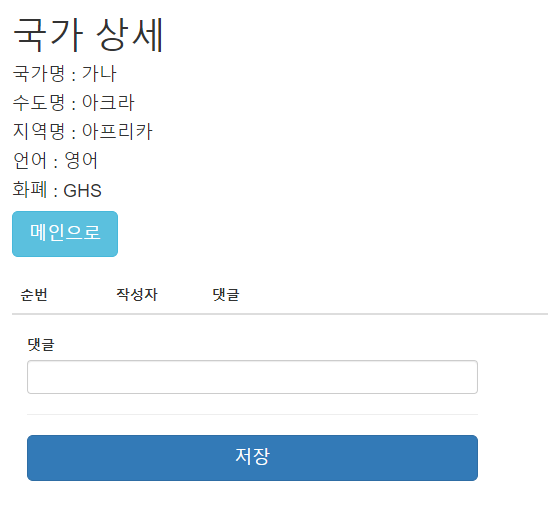 국가 상세
국가명 : 가나
수도명 : 아크라
지역명 : 아프리카
언어 : 영어
화폐 : GHS
메인으로
순번 작성자 댓글
댓글
저장